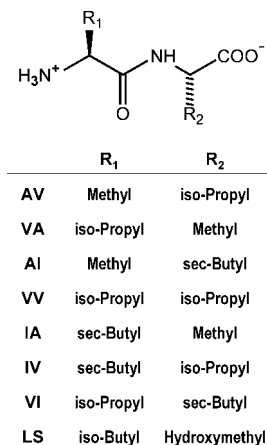 R₁
H₃N⁺ NH COO⁻
O R₂
R₁ R₂
AV Methyl iso-Propyl
VA iso-Propyl Methyl
AI Methyl sec-Butyl
VV iso-Propyl iso-Propyl
IA sec-Butyl Methyl
IV sec-Butyl iso-Propyl
VI iso-Propyl sec-Butyl
LS iso-Butyl Hydroxymethyl